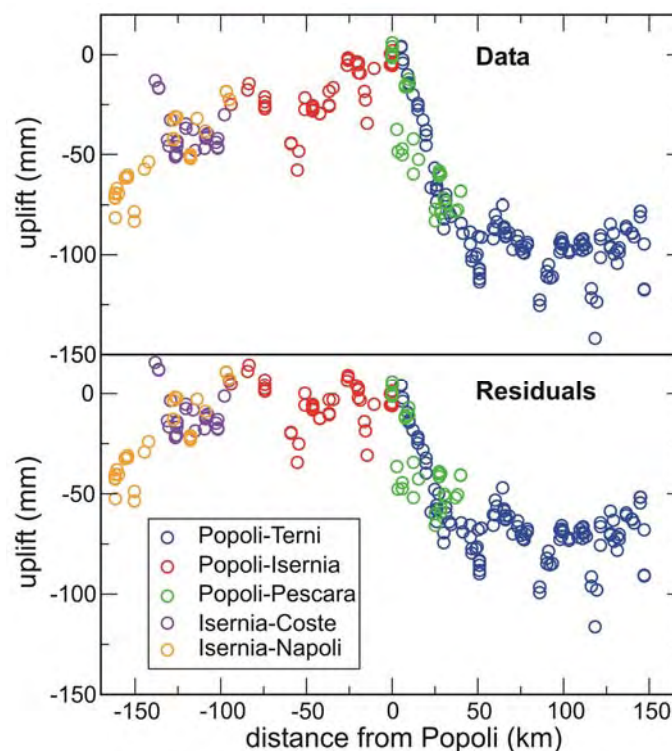 Data
0
-50
-100
-150
uplift (mm)
Residuals
0
-50
-100
-150
uplift (mm)
Popoli-Terni
Popoli-Isernia
Popoli-Pescara
Isernia-Coste
Isernia-Napoli
-150 -100 -50 0 50 100 150
distance from Popoli (km)